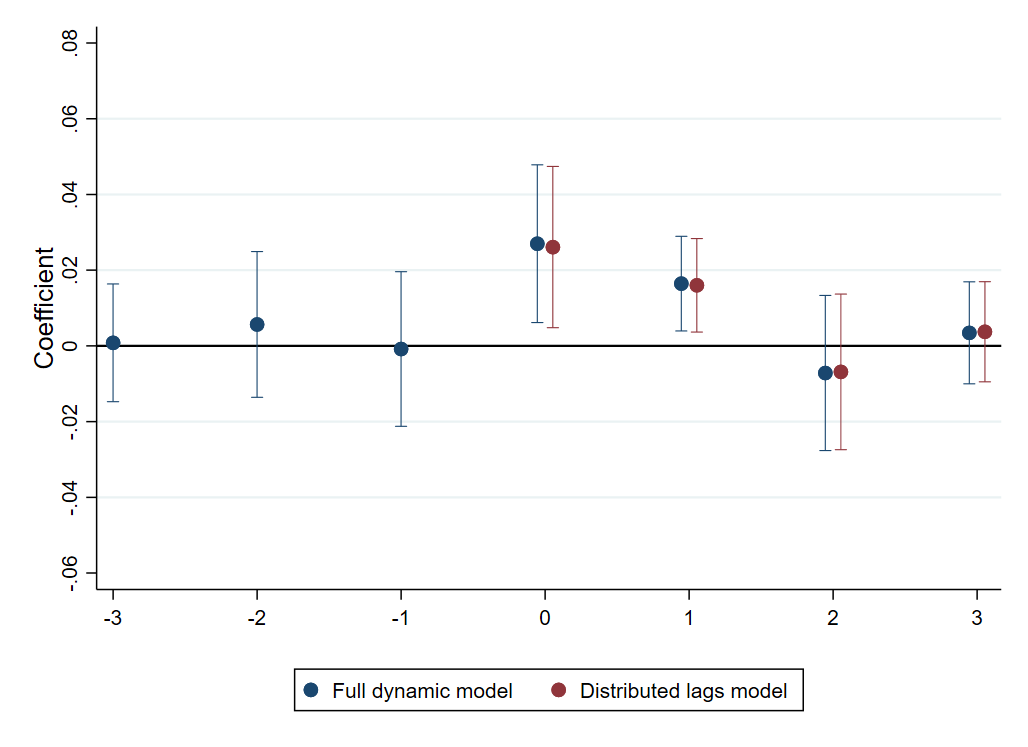 .08
.06
.04
.02
0
-.02
-.04
-.06
Coefficient
-3 -2 -1 0 1 2 3
Full dynamic model Distributed lags model